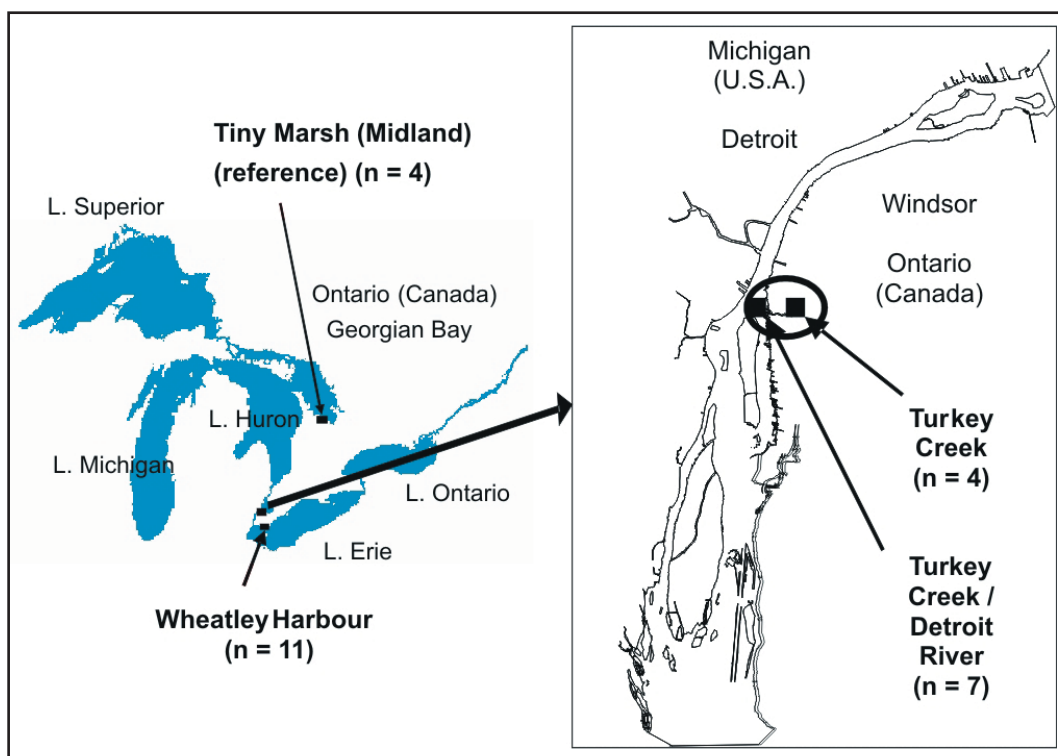 Tiny Marsh (Midland)
(reference) (n = 4)
L. Superior
Ontario (Canada)
Georgian Bay
L. Huron
L. Michigan
L. Ontario
L. Erie
Wheatley Harbour
(n = 11)
Michigan
(U.S.A.)
Detroit
Windsor
Ontario
(Canada)
Turkey
Creek
(n = 4)
Turkey
Creek /
Detroit
River
(n = 7)